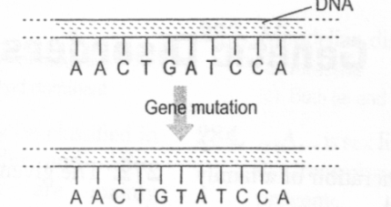 DNA
A A C T G A T C C A
Gene mutation
A A C T G T A T C C A